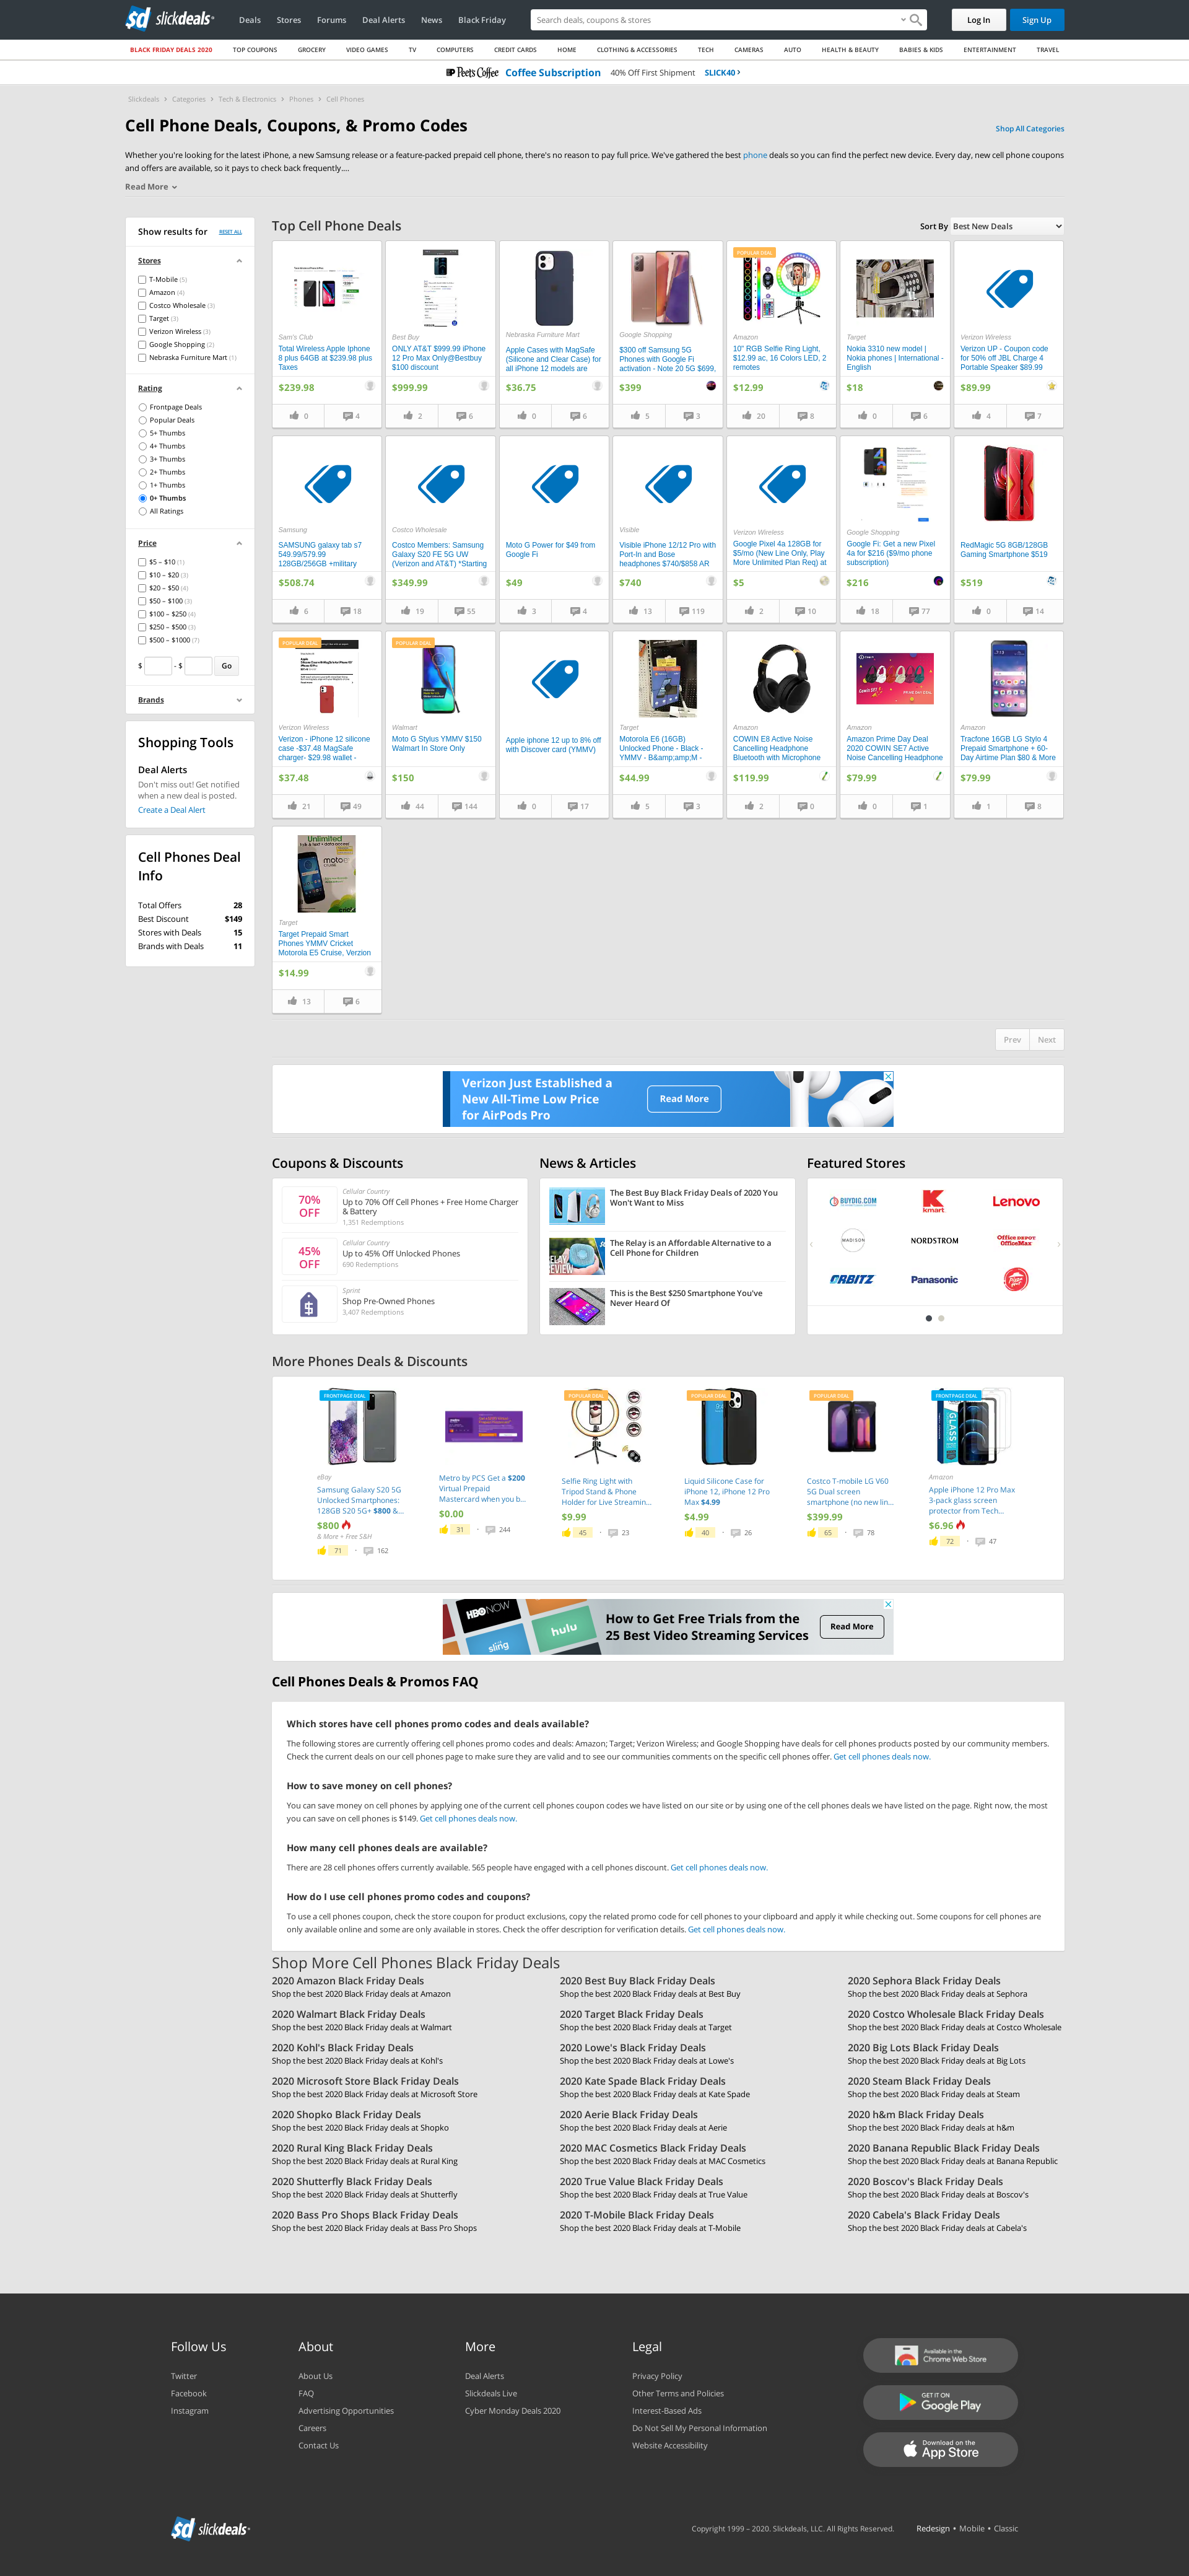 sd slickdeals
Deals Stores Forums Deal Alerts News Black Friday
Search deals, coupons & stores
Log In
Sign Up
BLACK FRIDAY DEALS 2020 TOP COUPONS GROCERY VIDEO GAMES TV COMPUTERS CREDIT CARDS HOME CLOTHING & ACCESSORIES TECH CAMERAS AUTO HEALTH & BEAUTY BABIES & KIDS ENTERTAINMENT TRAVEL
Peet's Coffee Coffee Subscription 40% Off First Shipment SLICK40 ›
Slickdeals > Categories > Tech & Electronics > Phones > Cell Phones
Cell Phone Deals, Coupons, & Promo Codes
Shop All Categories
Whether you're looking for the latest iPhone, a new Samsung release or a feature-packed prepaid cell phone, there's no reason to pay full price. We've gathered the best phone deals so you can find the perfect new device. Every day, new cell phone coupons
and offers are available, so it pays to check back frequently....
Read More
Show results for RESET ALL
Stores
T-Mobile (5)
Amazon (4)
Costco Wholesale (3)
Target (3)
Verizon Wireless (3)
Google Shopping (2)
Nebraska Furniture Mart (1)
Rating
Frontpage Deals
Popular Deals
5+ Thumbs
4+ Thumbs
3+ Thumbs
2+ Thumbs
1+ Thumbs
0+ Thumbs
All Ratings
Price
$5 – $10 (1)
$10 – $20 (3)
$20 – $50 (4)
$50 – $100 (3)
$100 – $250 (4)
$250 – $500 (3)
$500 – $1000 (7)
$ - $ Go
Brands
Shopping Tools
Deal Alerts
Don't miss out! Get notified
when a new deal is posted.
Create a Deal Alert
Cell Phones Deal
Info
Total Offers 28
Best Discount $149
Stores with Deals 15
Brands with Deals 11
Top Cell Phone Deals
Sort By Best New Deals
Sam's Club
Total Wireless Apple Iphone
8 plus 64GB at $239.98 plus
Taxes
$239.98
0 4
Best Buy
ONLY AT&T $999.99 iPhone
12 Pro Max Only@Bestbuy
$100 discount
$999.99
2 6
Nebraska Furniture Mart
Apple Cases with MagSafe
(Silicone and Clear Case) for
all iPhone 12 models are
$36.75
0 6
Google Shopping
$300 off Samsung 5G
Phones with Google Fi
activation - Note 20 5G $699,
$399
5 3
POPULAR DEAL
Amazon
10" RGB Selfie Ring Light,
$12.99 ac, 16 Colors LED, 2
remotes
$12.99
20 8
Target
Nokia 3310 new model |
Nokia phones | International -
English
$18
0 6
Verizon Wireless
Verizon UP - Coupon code
for 50% off JBL Charge 4
Portable Speaker $89.99
$89.99
4 7
Samsung
SAMSUNG galaxy tab s7
549.99/579.99
128GB/256GB +military
$508.74
6 18
Costco Wholesale
Costco Members: Samsung
Galaxy S20 FE 5G UW
(Verizon and AT&T) *Starting
$349.99
19 55
Moto G Power for $49 from
Google Fi
$49
3 4
Visible
Visible iPhone 12/12 Pro with
Port-In and Bose
headphones $740/$858 AR
$740
13 119
Verizon Wireless
Google Pixel 4a 128GB for
$5/mo (New Line Only, Play
More Unlimited Plan Req) at
$5
2 10
Google Shopping
Google Fi: Get a new Pixel
4a for $216 ($9/mo phone
subscription)
$216
18 77
RedMagic 5G 8GB/128GB
Gaming Smartphone $519
$519
0 14
POPULAR DEAL
Verizon Wireless
Verizon - iPhone 12 silicone
case -$37.48 MagSafe
charger- $29.98 wallet -
$37.48
21 49
POPULAR DEAL
Walmart
Moto G Stylus YMMV $150
Walmart In Store Only
$150
44 144
Apple iphone 12 up to 8% off
with Discover card (YMMV)
0 17
Target
Motorola E6 (16GB)
Unlocked Phone - Black -
YMMV - B&amp;amp;M -
$44.99
5 3
Amazon
COWIN E8 Active Noise
Cancelling Headphone
Bluetooth with Microphone
$119.99
2 0
Amazon
Amazon Prime Day Deal
2020 COWIN SE7 Active
Noise Cancelling Headphone
$79.99
0 1
Amazon
Tracfone 16GB LG Stylo 4
Prepaid Smartphone + 60-
Day Airtime Plan $80 & More
$79.99
1 8
Unlimited
Target
Target Prepaid Smart
Phones YMMV Cricket
Motorola E5 Cruise, Verzion
$14.99
13 6
Prev Next
Verizon Just Established a
New All-Time Low Price
for AirPods Pro
Read More
Coupons & Discounts
70%
OFF
Cellular Country
Up to 70% Off Cell Phones + Free Home Charger
& Battery
1,351 Redemptions
45%
OFF
Cellular Country
Up to 45% Off Unlocked Phones
690 Redemptions
Sprint
Shop Pre-Owned Phones
3,407 Redemptions
News & Articles
The Best Buy Black Friday Deals of 2020 You
Won't Want to Miss
The Relay is an Affordable Alternative to a
Cell Phone for Children
This is the Best $250 Smartphone You've
Never Heard Of
Featured Stores
BUYDIG.COM
kmart
Lenovo
MADISON
NORDSTROM
Office DEPOT
OfficeMax
ORBITZ
Panasonic
Pizza Hut
More Phones Deals & Discounts
FRONTPAGE DEAL
eBay
Samsung Galaxy S20 5G
Unlocked Smartphones:
128GB S20 5G+ $800 &...
$800
& More + Free S&H
71 162
Metro by PCS Get a $200
Virtual Prepaid
Mastercard when you b...
$0.00
31 244
POPULAR DEAL
Selfie Ring Light with
Tripod Stand & Phone
Holder for Live Streamin...
$9.99
45 23
POPULAR DEAL
Liquid Silicone Case for
iPhone 12, iPhone 12 Pro
Max $4.99
$4.99
40 26
POPULAR DEAL
Costco T-mobile LG V60
5G Dual screen
smartphone (no new lin...
$399.99
65 78
FRONTPAGE DEAL
Amazon
Apple iPhone 12 Pro Max
3-pack glass screen
protector from Tech...
$6.96
72 47
HBO NOW
sling
hulu
How to Get Free Trials from the
25 Best Video Streaming Services
Read More
Cell Phones Deals & Promos FAQ
Which stores have cell phones promo codes and deals available?
The following stores are currently offering cell phones promo codes and deals: Amazon; Target; Verizon Wireless; and Google Shopping have deals for cell phones products posted by our community members.
Check the current deals on our cell phones page to make sure they are valid and to see our communities comments on the specific cell phones offer. Get cell phones deals now.
How to save money on cell phones?
You can save money on cell phones by applying one of the current cell phones coupon codes we have listed on our site or by using one of the cell phones deals we have listed on the page. Right now, the most
you can save on cell phones is $149. Get cell phones deals now.
How many cell phones deals are available?
There are 28 cell phones offers currently available. 565 people have engaged with a cell phones discount. Get cell phones deals now.
How do I use cell phones promo codes and coupons?
To use a cell phones coupon, check the store coupon for product exclusions, copy the related promo code for cell phones to your clipboard and apply it while checking out. Some coupons for cell phones are
only available online and some are only available in stores. Check the offer description for verification details. Get cell phones deals now.
Shop More Cell Phones Black Friday Deals
2020 Amazon Black Friday Deals
Shop the best 2020 Black Friday deals at Amazon
2020 Best Buy Black Friday Deals
Shop the best 2020 Black Friday deals at Best Buy
2020 Sephora Black Friday Deals
Shop the best 2020 Black Friday deals at Sephora
2020 Walmart Black Friday Deals
Shop the best 2020 Black Friday deals at Walmart
2020 Target Black Friday Deals
Shop the best 2020 Black Friday deals at Target
2020 Costco Wholesale Black Friday Deals
Shop the best 2020 Black Friday deals at Costco Wholesale
2020 Kohl's Black Friday Deals
Shop the best 2020 Black Friday deals at Kohl's
2020 Lowe's Black Friday Deals
Shop the best 2020 Black Friday deals at Lowe's
2020 Big Lots Black Friday Deals
Shop the best 2020 Black Friday deals at Big Lots
2020 Microsoft Store Black Friday Deals
Shop the best 2020 Black Friday deals at Microsoft Store
2020 Kate Spade Black Friday Deals
Shop the best 2020 Black Friday deals at Kate Spade
2020 Steam Black Friday Deals
Shop the best 2020 Black Friday deals at Steam
2020 Shopko Black Friday Deals
Shop the best 2020 Black Friday deals at Shopko
2020 Aerie Black Friday Deals
Shop the best 2020 Black Friday deals at Aerie
2020 h&m Black Friday Deals
Shop the best 2020 Black Friday deals at h&m
2020 Rural King Black Friday Deals
Shop the best 2020 Black Friday deals at Rural King
2020 MAC Cosmetics Black Friday Deals
Shop the best 2020 Black Friday deals at MAC Cosmetics
2020 Banana Republic Black Friday Deals
Shop the best 2020 Black Friday deals at Banana Republic
2020 Shutterfly Black Friday Deals
Shop the best 2020 Black Friday deals at Shutterfly
2020 True Value Black Friday Deals
Shop the best 2020 Black Friday deals at True Value
2020 Boscov's Black Friday Deals
Shop the best 2020 Black Friday deals at Boscov's
2020 Bass Pro Shops Black Friday Deals
Shop the best 2020 Black Friday deals at Bass Pro Shops
2020 T-Mobile Black Friday Deals
Shop the best 2020 Black Friday deals at T-Mobile
2020 Cabela's Black Friday Deals
Shop the best 2020 Black Friday deals at Cabela's
Follow Us
Twitter
Facebook
Instagram
About
About Us
FAQ
Advertising Opportunities
Careers
Contact Us
More
Deal Alerts
Slickdeals Live
Cyber Monday Deals 2020
Legal
Privacy Policy
Other Terms and Policies
Interest-Based Ads
Do Not Sell My Personal Information
Website Accessibility
Available in the
Chrome Web Store
GET IT ON
Google Play
Download on the
App Store
sd slickdeals
Copyright 1999 – 2020. Slickdeals, LLC. All Rights Reserved. Redesign • Mobile • Classic